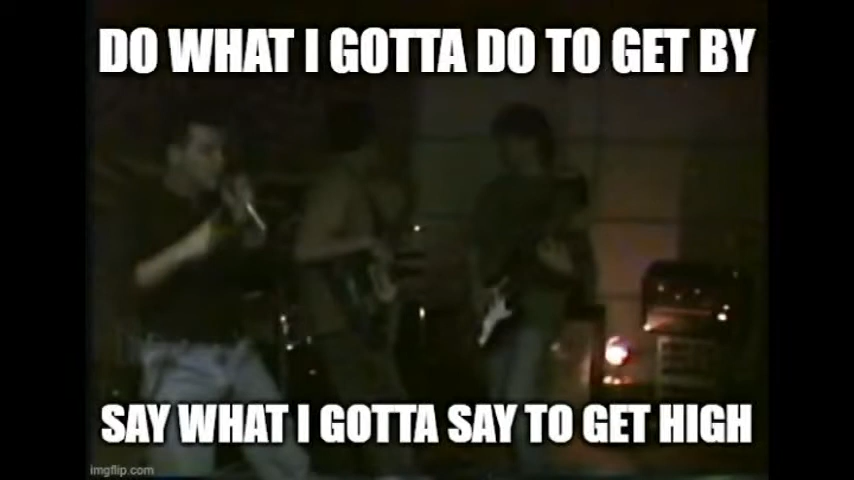 DO WHAT I GOTTA DO TO GET BY
SAY WHAT I GOTTA SAY TO GET HIGH
imgflip.com